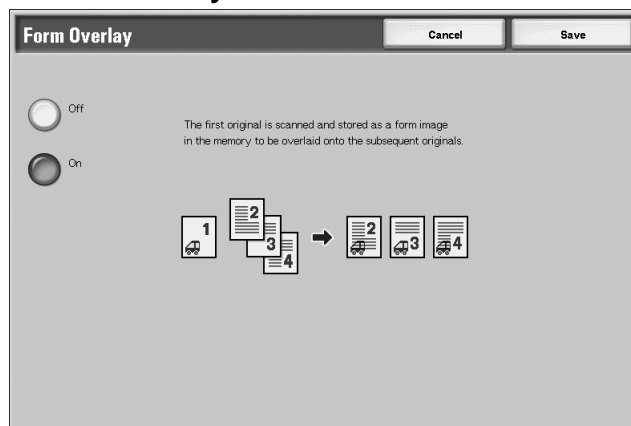 Form Overlay
Cancel
Save
Off
The first original is scanned and stored as a form image
in the memory to be overlaid onto the subsequent originals.
On
1
2
3
4
2
3
4